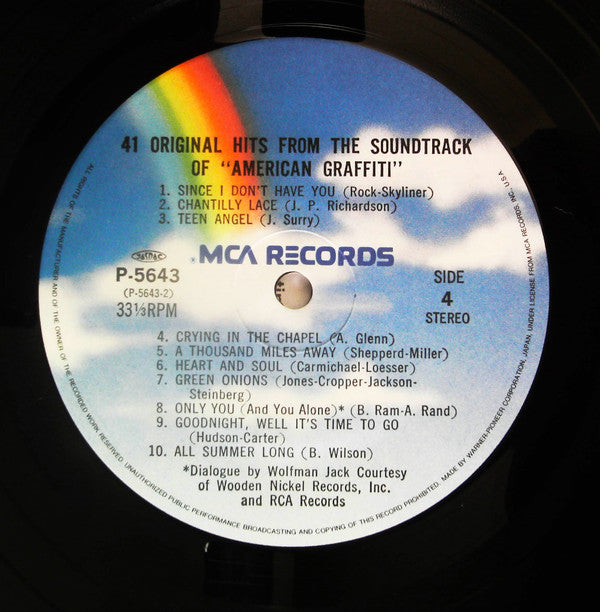 41 ORIGINAL HITS FROM THE SOUNDTRACK
OF "AMERICAN GRAFFITI"
1. SINCE I DON'T HAVE YOU (Rock-Skyliner)
2. CHANTILLY LACE (J. P. Richardson)
3. TEEN ANGEL (J. Surry)
MCA RECORDS
P-5643
(P-5643-2)
33⅓RPM
SIDE
4
STEREO
4. CRYING IN THE CHAPEL (A. Glenn)
5. A THOUSAND MILES AWAY (Shepperd-Miller)
6. HEART AND SOUL (Carmichael-Loesser)
7. GREEN ONIONS (Jones-Cropper-Jackson-
Steinberg)
8. ONLY YOU (And You Alone)* (B. Ram-A. Rand)
9. GOODNIGHT, WELL IT'S TIME TO GO
(Hudson-Carter)
10. ALL SUMMER LONG (B. Wilson)
*Dialogue by Wolfman Jack Courtesy
of Wooden Nickel Records, Inc.
and RCA Records
ALL RIGHTS OF THE MANUFACTURER AND OF THE OWNER OF THE RECORDED WORK RESERVED. UNAUTHORIZED PUBLIC PERFORMANCE BROADCASTING AND COPYING OF THIS RECORD PROHIBITED. MADE BY WARNER-PIONEER CORPORATION, JAPAN, UNDER LICENSE FROM MCA RECORDS, INC., U.S.A.